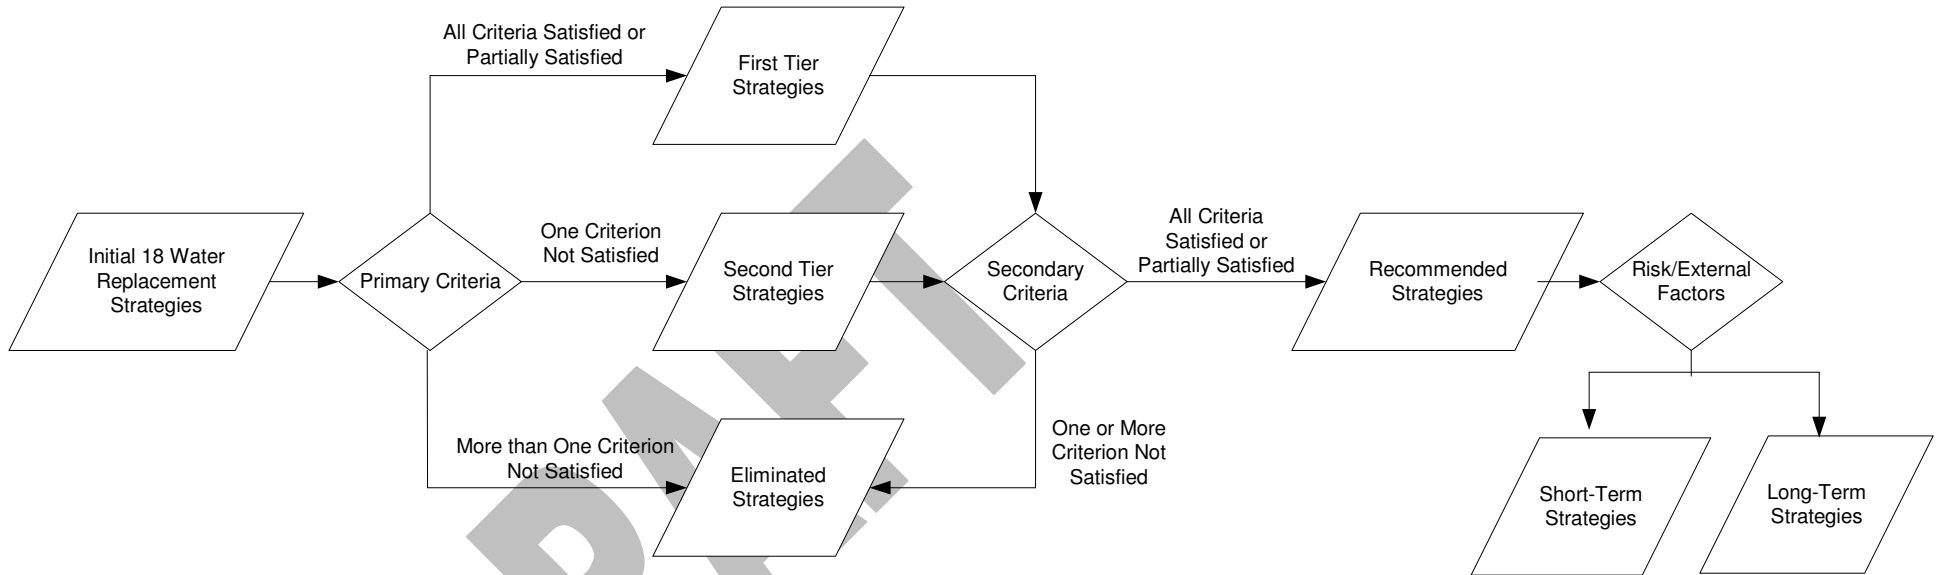 All Criteria Satisfied or
Partially Satisfied
First Tier
Strategies
Initial 18 Water
Replacement
Strategies
Primary Criteria
One Criterion
Not Satisfied
Second Tier
Strategies
Secondary
Criteria
All Criteria
Satisfied or
Partially Satisfied
Recommended
Strategies
Risk/External
Factors
More than One Criterion
Not Satisfied
Eliminated
Strategies
One or More
Criterion Not
Satisfied
Short-Term
Strategies
Long-Term
Strategies
DRAFT